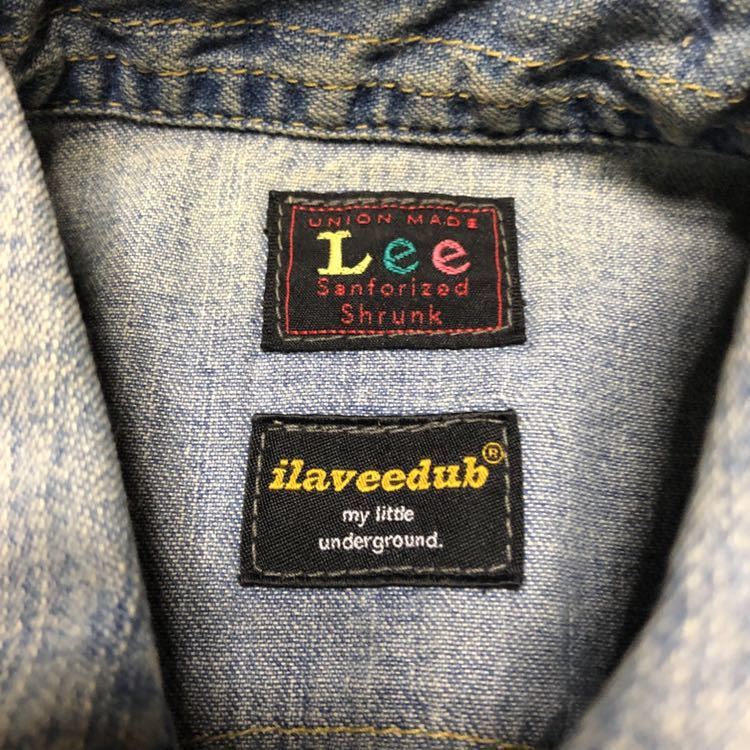 UNION MADE
Lee
Sanforized
Shrunk
ilaveedub®
my little
underground.